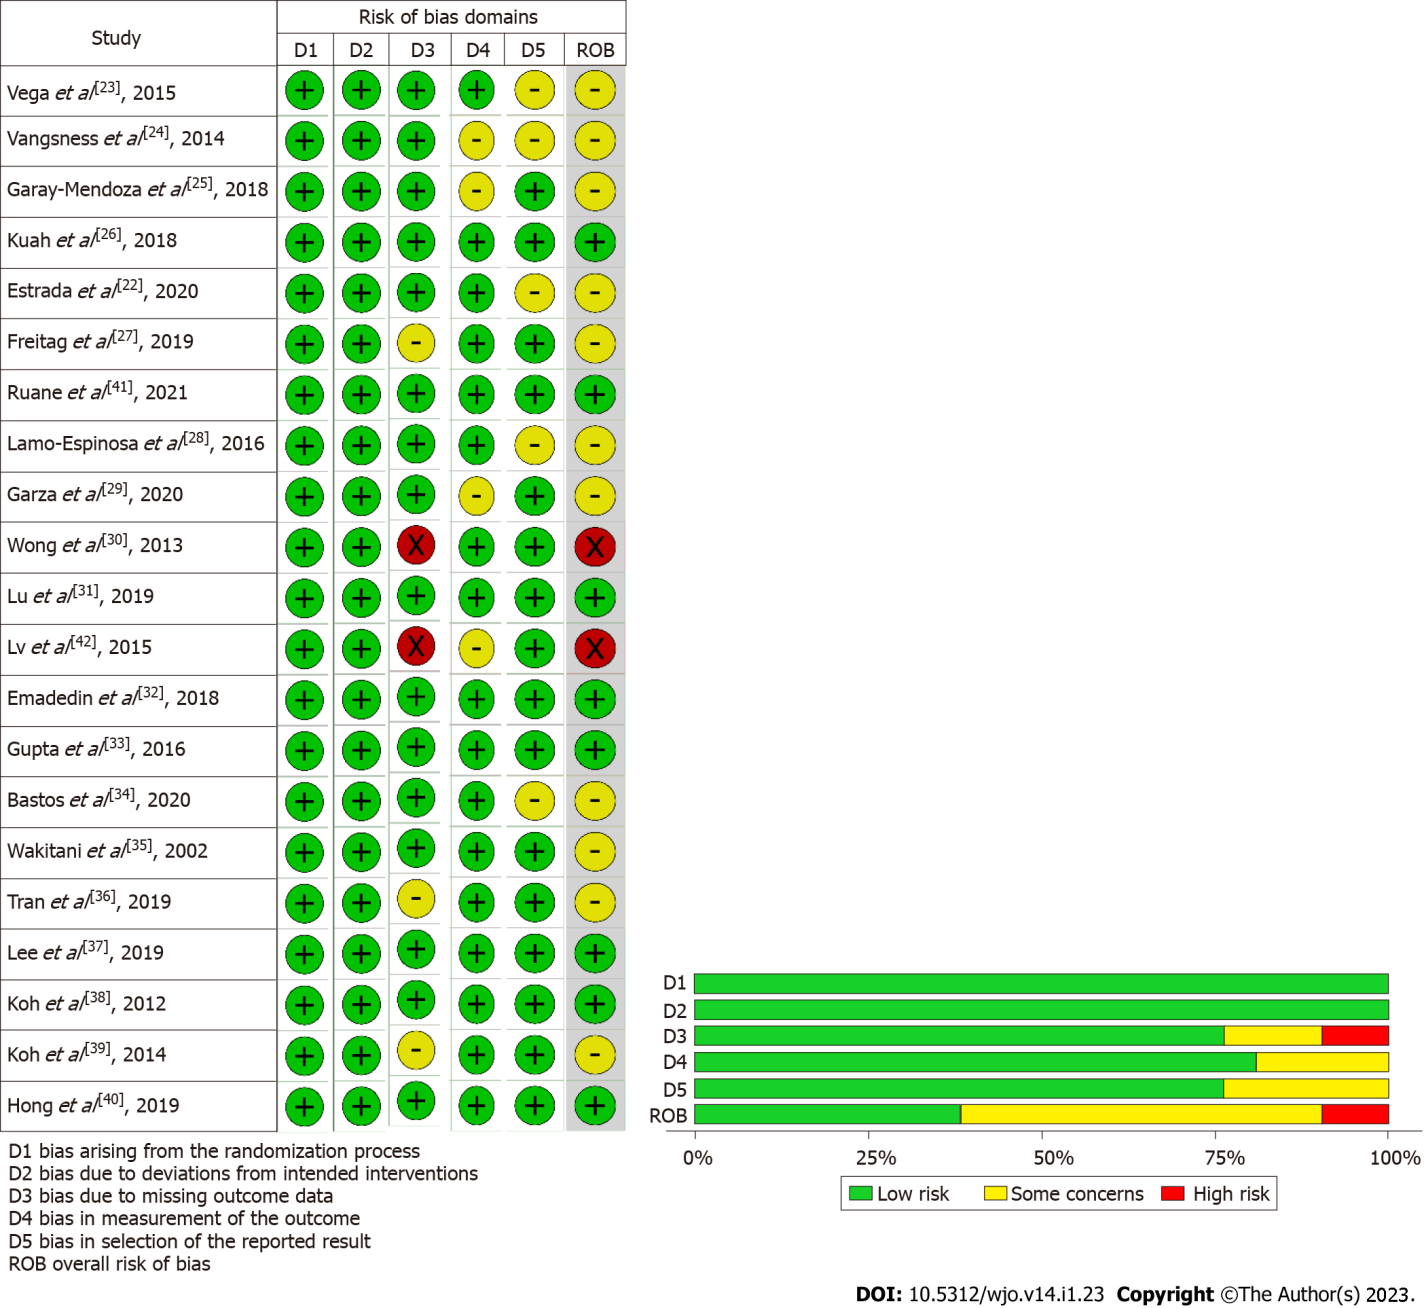 Study
Risk of bias domains
D1 D2 D3 D4 D5 ROB
Vega et al[23], 2015 + + + + - -
Vangsness et al[24], 2014 + + + - - -
Garay-Mendoza et al[25], 2018 + + + - + -
Kuah et al[26], 2018 + + + + + +
Estrada et al[22], 2020 + + + + - -
Freitag et al[27], 2019 + + - + + -
Ruane et al[41], 2021 + + + + + +
Lamo-Espinosa et al[28], 2016 + + + + - -
Garza et al[29], 2020 + + + - + -
Wong et al[30], 2013 + + X + + X
Lu et al[31], 2019 + + + + + +
Lv et al[42], 2015 + + X - + X
Emadedin et al[32], 2018 + + + + + +
Gupta et al[33], 2016 + + + + + +
Bastos et al[34], 2020 + + + + - -
Wakitani et al[35], 2002 + + + + + -
Tran et al[36], 2019 + + - + + -
Lee et al[37], 2019 + + + + + +
Koh et al[38], 2012 + + + + + +
Koh et al[39], 2014 + + - + + -
Hong et al[40], 2019 + + + + + +
D1 bias arising from the randomization process
D2 bias due to deviations from intended interventions
D3 bias due to missing outcome data
D4 bias in measurement of the outcome
D5 bias in selection of the reported result
ROB overall risk of bias
D1
D2
D3
D4
D5
ROB
0% 25% 50% 75% 100%
Low risk Some concerns High risk
DOI: 10.5312/wjo.v14.i1.23 Copyright ©The Author(s) 2023.